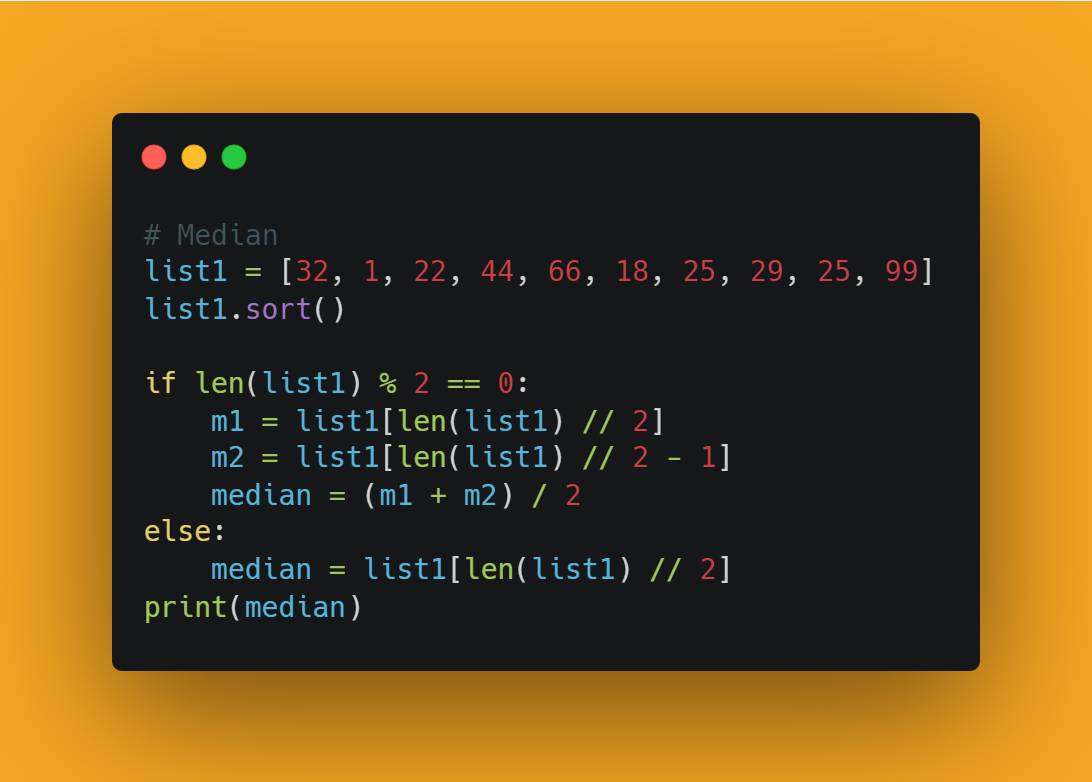 # Median
list1 = [32, 1, 22, 44, 66, 18, 25, 29, 25, 99]
list1.sort()

if len(list1) % 2 == 0:
    m1 = list1[len(list1) // 2]
    m2 = list1[len(list1) // 2 - 1]
    median = (m1 + m2) / 2
else:
    median = list1[len(list1) // 2]
print(median)